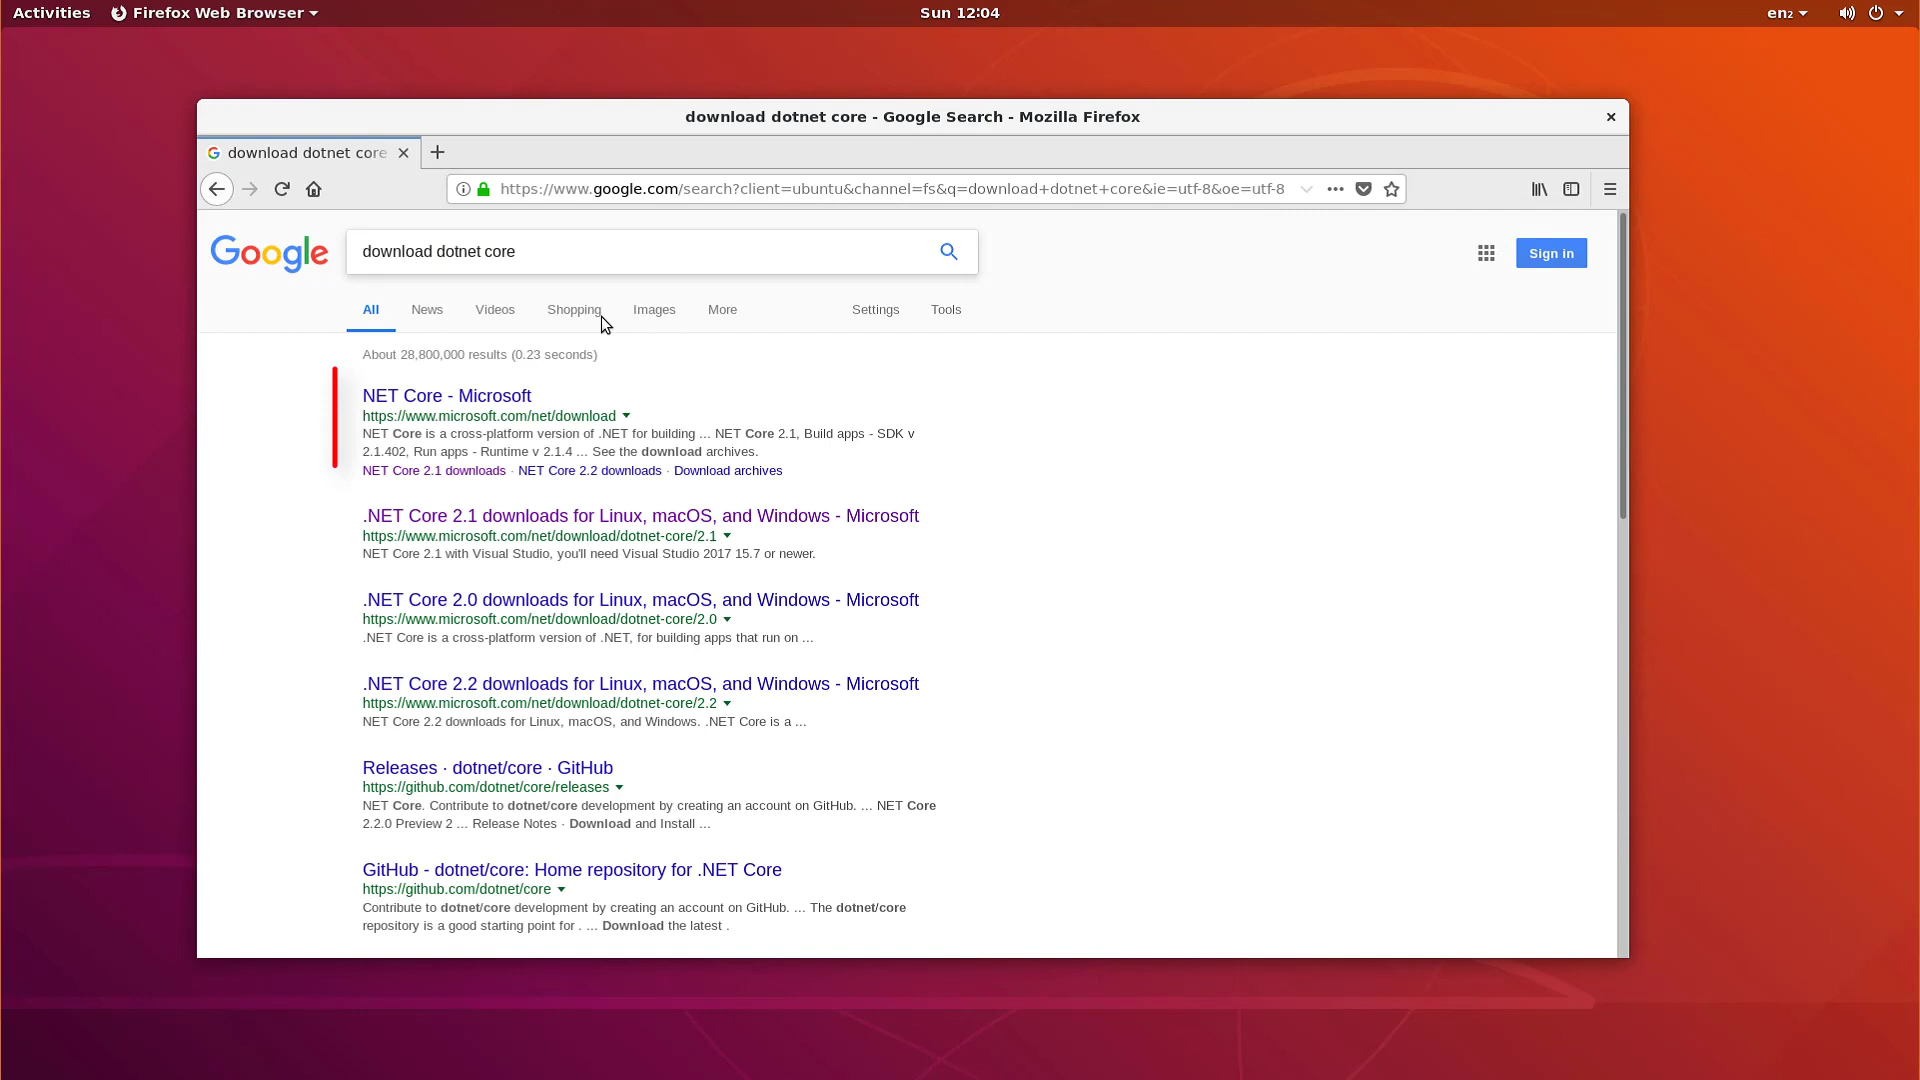 Activities Firefox Web Browser Sun 12:04 en₂
download dotnet core - Google Search - Mozilla Firefox
download dotnet core
https://www.google.com/search?client=ubuntu&channel=fs&q=download+dotnet+core&ie=utf-8&oe=utf-8
Google download dotnet core Sign in
All News Videos Shopping Images More Settings Tools
About 28,800,000 results (0.23 seconds)
NET Core - Microsoft
https://www.microsoft.com/net/download
NET Core is a cross-platform version of .NET for building ... NET Core 2.1, Build apps - SDK v
2.1.402, Run apps - Runtime v 2.1.4 ... See the download archives.
NET Core 2.1 downloads · NET Core 2.2 downloads · Download archives
.NET Core 2.1 downloads for Linux, macOS, and Windows - Microsoft
https://www.microsoft.com/net/download/dotnet-core/2.1
NET Core 2.1 with Visual Studio, you'll need Visual Studio 2017 15.7 or newer.
.NET Core 2.0 downloads for Linux, macOS, and Windows - Microsoft
https://www.microsoft.com/net/download/dotnet-core/2.0
.NET Core is a cross-platform version of .NET, for building apps that run on ...
.NET Core 2.2 downloads for Linux, macOS, and Windows - Microsoft
https://www.microsoft.com/net/download/dotnet-core/2.2
NET Core 2.2 downloads for Linux, macOS, and Windows. .NET Core is a ...
Releases · dotnet/core · GitHub
https://github.com/dotnet/core/releases
NET Core. Contribute to dotnet/core development by creating an account on GitHub. ... NET Core
2.2.0 Preview 2 ... Release Notes · Download and Install ...
GitHub - dotnet/core: Home repository for .NET Core
https://github.com/dotnet/core
Contribute to dotnet/core development by creating an account on GitHub. ... The dotnet/core
repository is a good starting point for . ... Download the latest .